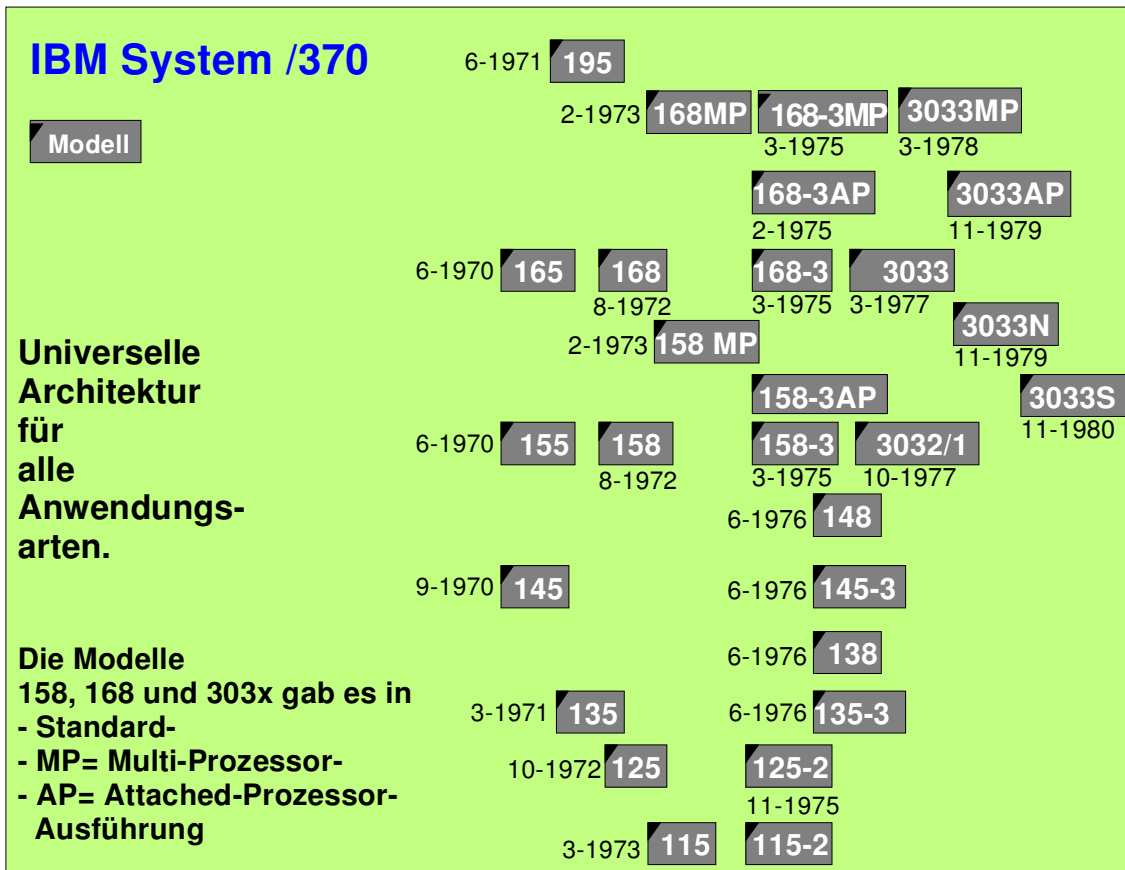 IBM System /370
6-1971 195
2-1973 168MP 168-3MP 3033MP
3-1975 3-1978
Modell
168-3AP 3033AP
2-1975 11-1979
6-1970 165 168 168-3 3033
8-1972 3-1975 3-1977
3033N
2-1973 158 MP
11-1979
Universelle
Architektur
für
alle
Anwendungs-
arten.
158-3AP 3033S
11-1980
6-1970 155 158 158-3 3032/1
8-1972 3-1975 10-1977
6-1976 148
9-1970 145 6-1976 145-3
6-1976 138
Die Modelle
158, 168 und 303x gab es in
- Standard-
- MP= Multi-Prozessor-
- AP= Attached-Prozessor-
Ausführung
3-1971 135 6-1976 135-3
10-1972 125 125-2
11-1975
3-1973 115 115-2